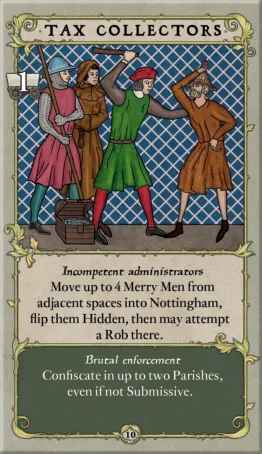 TAX COLLECTORS
1
Incompetent administrators
Move up to 4 Merry Men from
adjacent spaces into Nottingham,
flip them Hidden, then may attempt
a Rob there.
Brutal enforcement
Confiscate in up to two Parishes,
even if not Submissive.
10